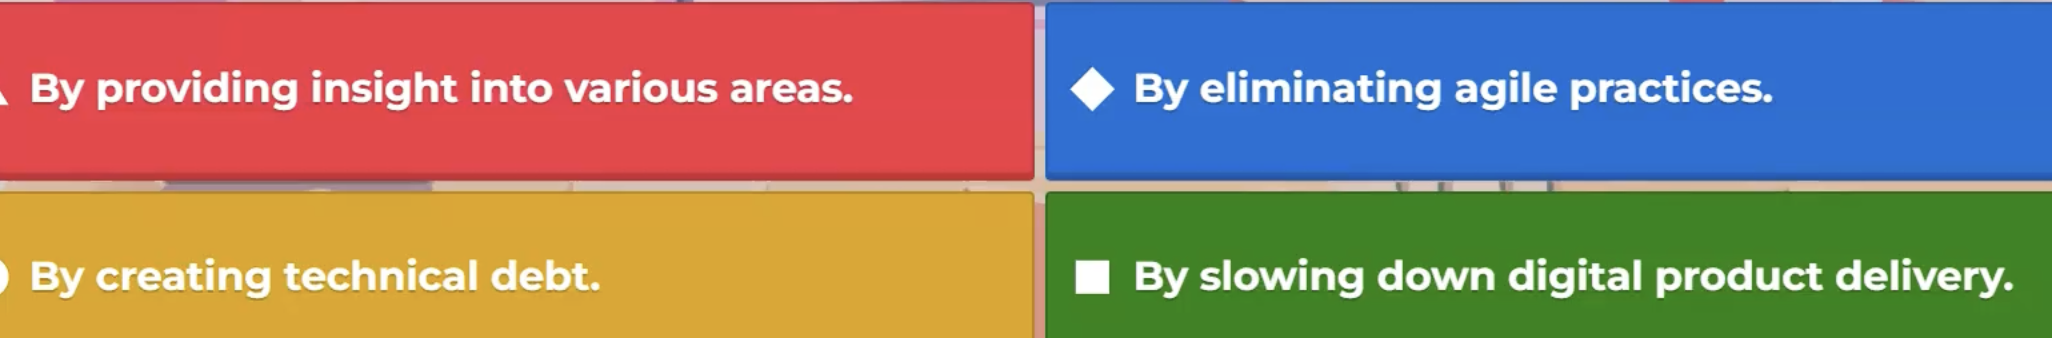 By providing insight into various areas.
By eliminating agile practices.
By creating technical debt.
By slowing down digital product delivery.